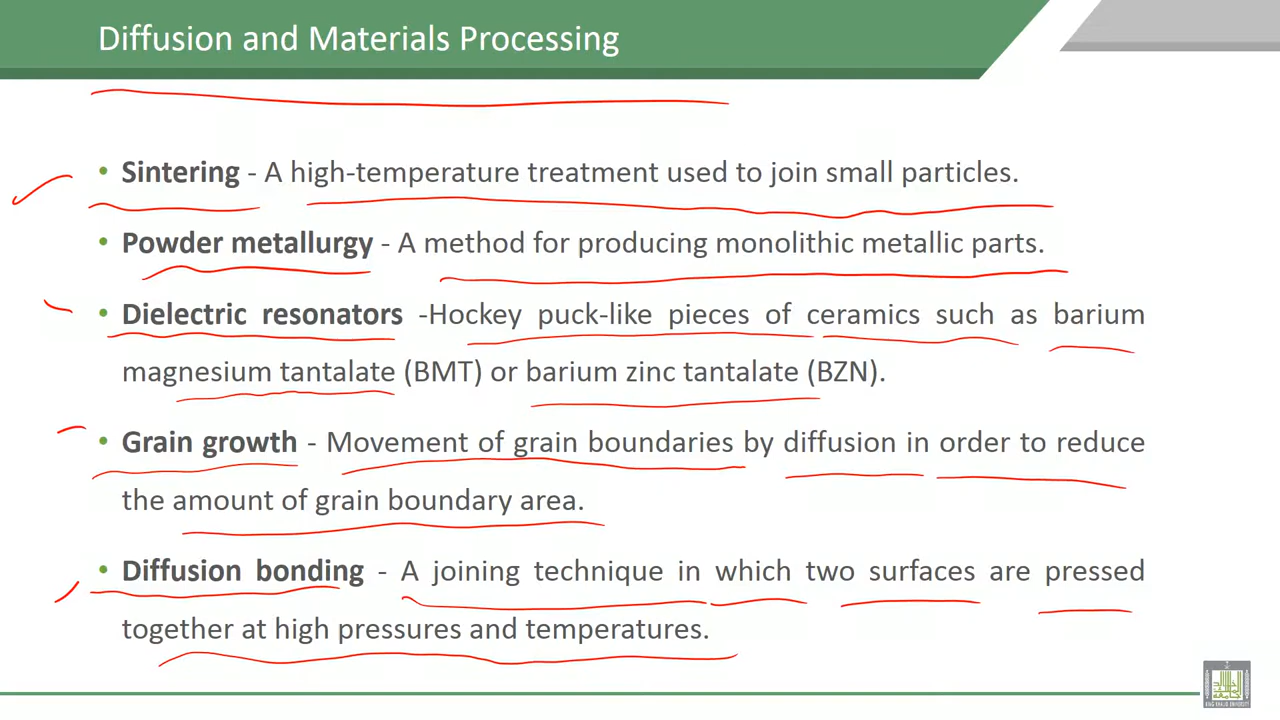 Diffusion and Materials Processing
• Sintering - A high-temperature treatment used to join small particles.
• Powder metallurgy - A method for producing monolithic metallic parts.
• Dielectric resonators -Hockey puck-like pieces of ceramics such as barium
magnesium tantalate (BMT) or barium zinc tantalate (BZN).
• Grain growth - Movement of grain boundaries by diffusion in order to reduce
the amount of grain boundary area.
• Diffusion bonding - A joining technique in which two surfaces are pressed
together at high pressures and temperatures.
KING KHALID UNIVERSITY